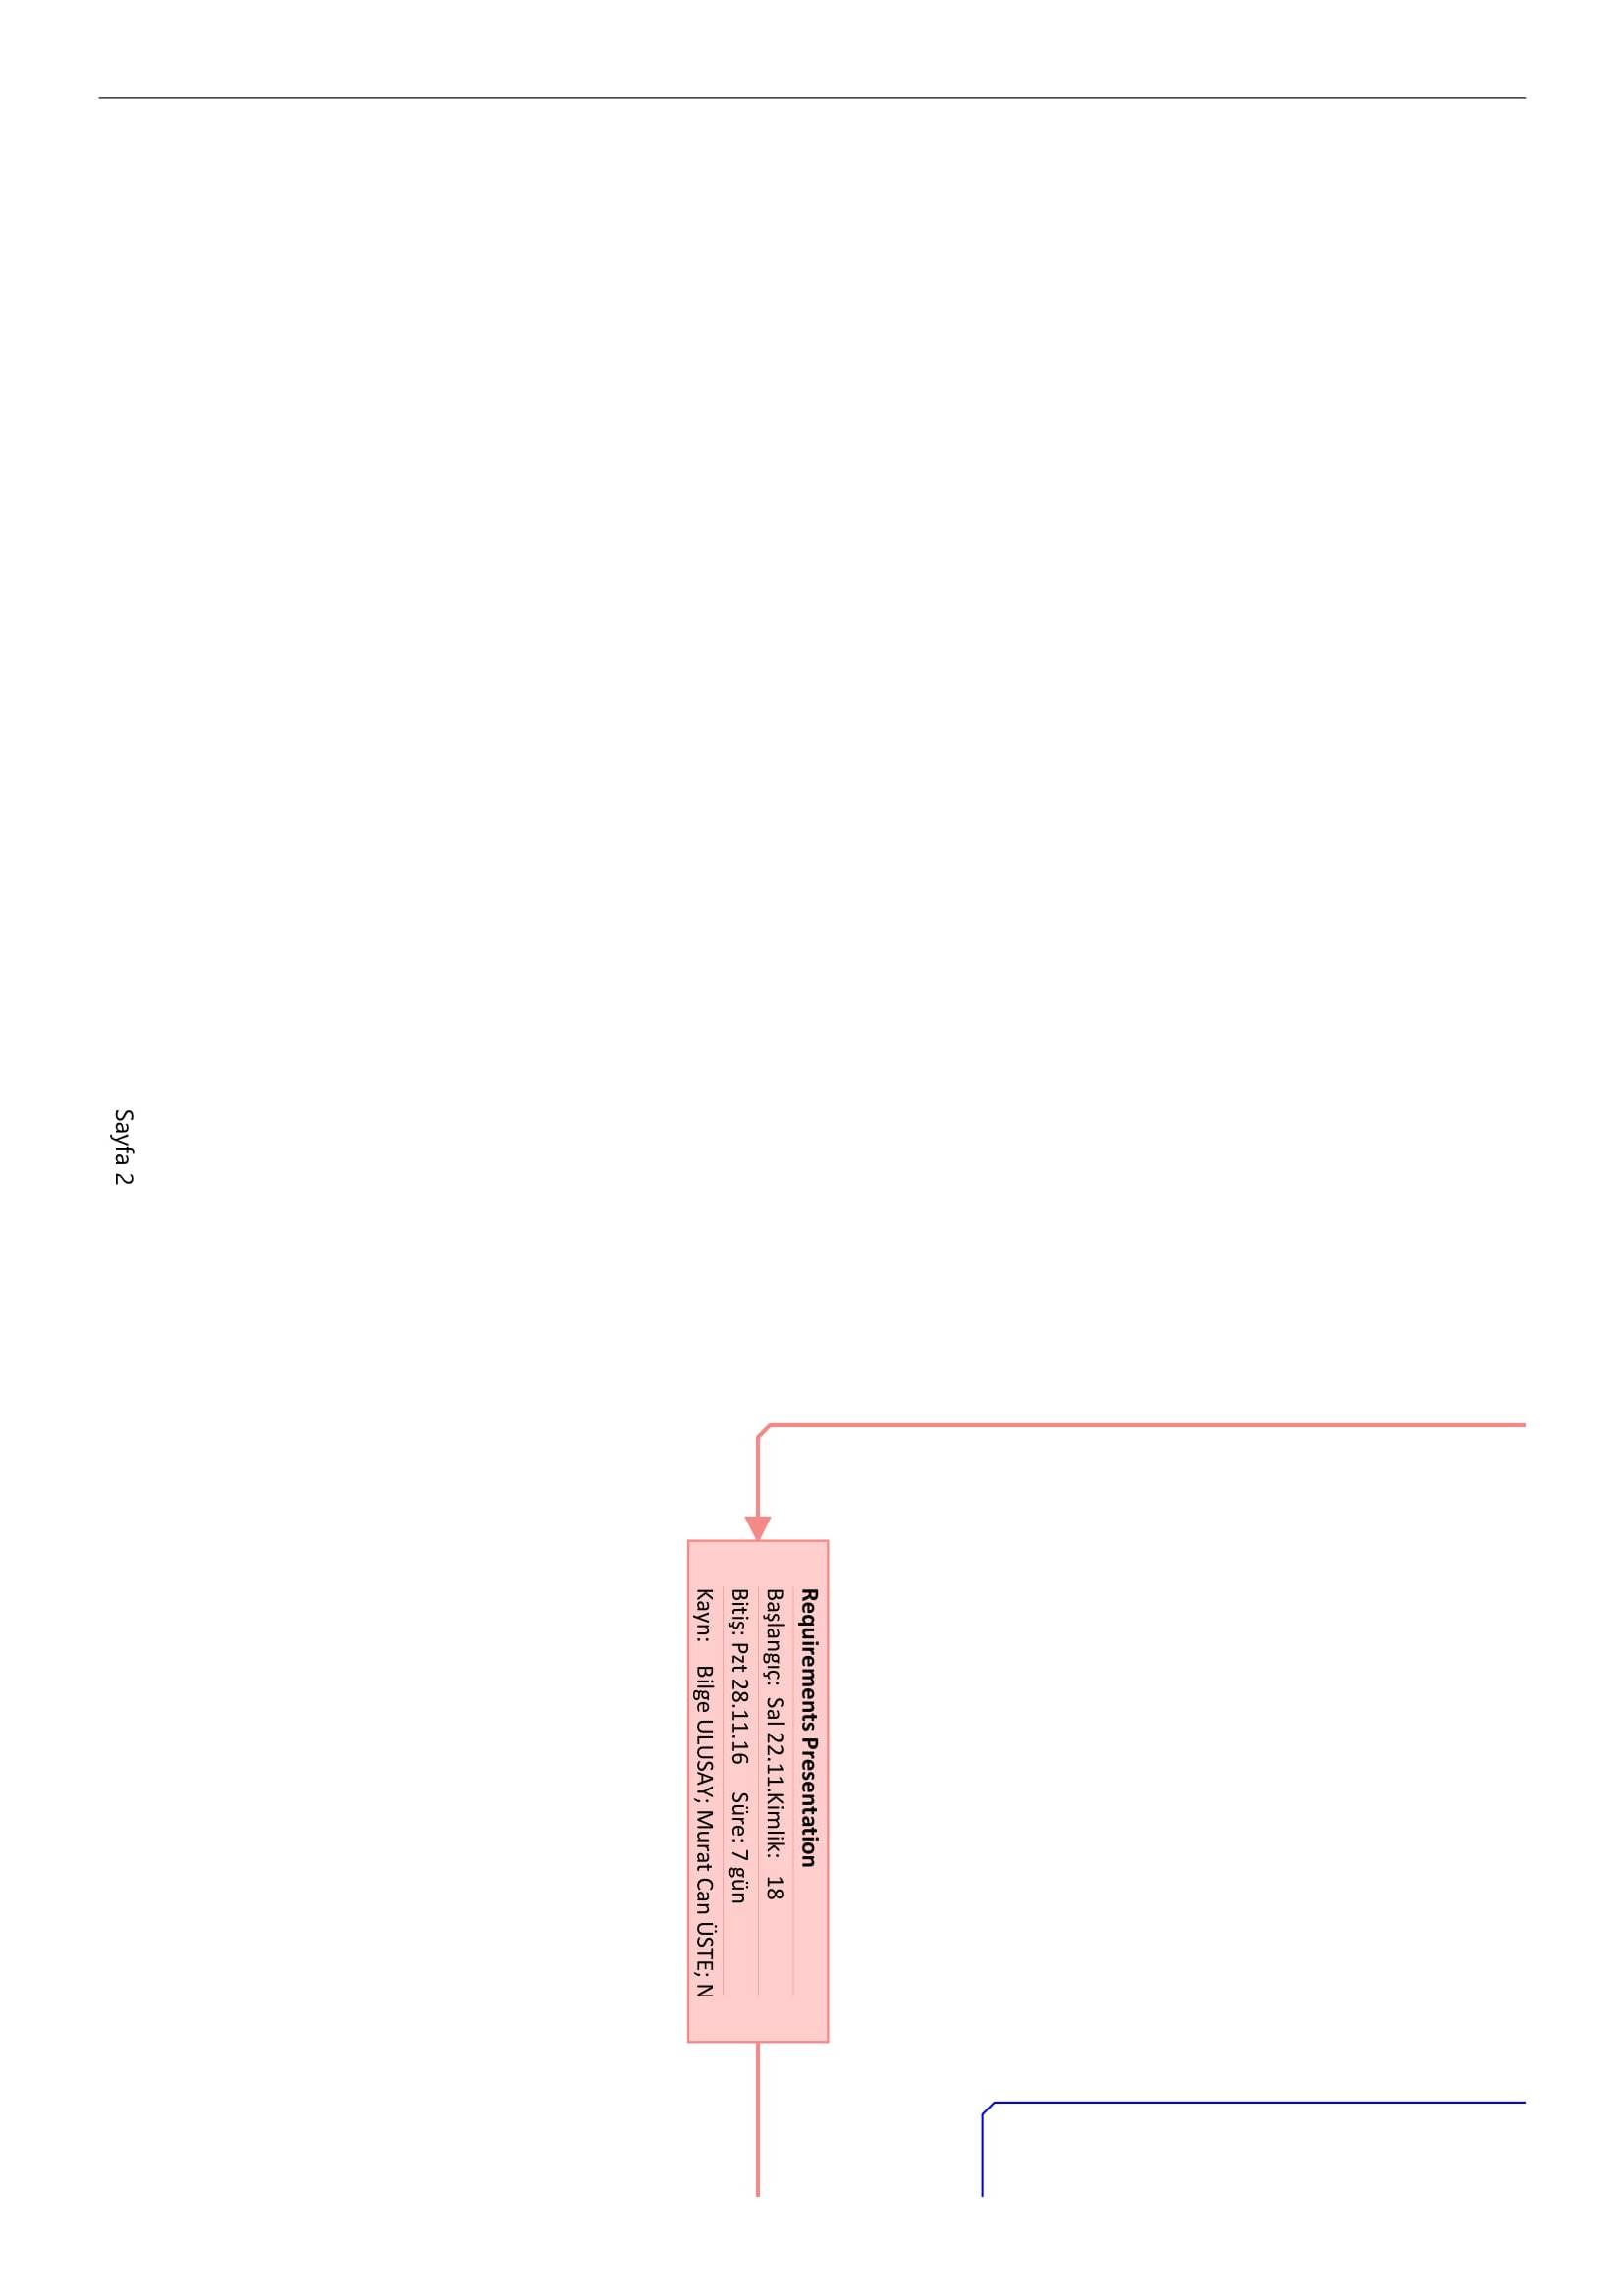 Requirements Presentation
Başlangıç: Sal 22.11.Kimlik: 18
Bitiş: Pzt 28.11.16 Süre: 7 gün
Kayn: Bilge ULUSAY; Murat Can ÜSTE; N
Sayfa 2